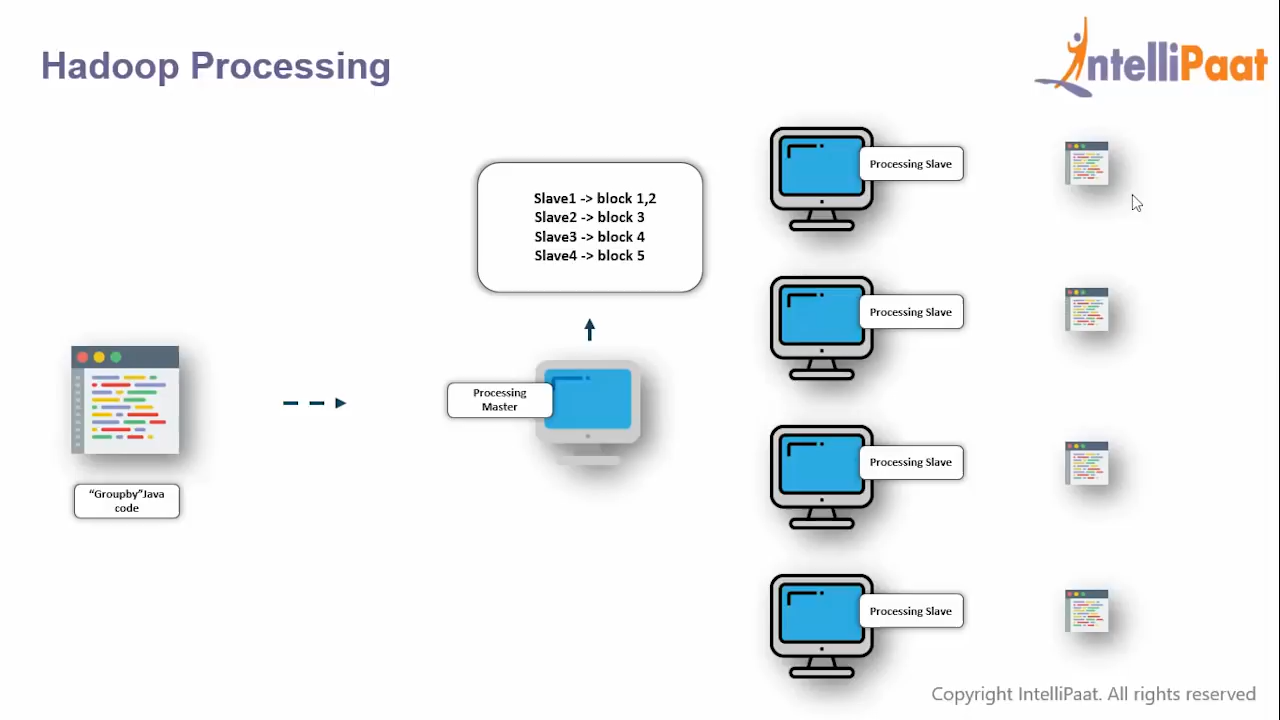 Hadoop Processing
IntelliPaat
Slave1 -> block 1,2
Slave2 -> block 3
Slave3 -> block 4
Slave4 -> block 5
Processing
Master
“Groupby”Java
code
Processing Slave
Processing Slave
Processing Slave
Processing Slave
Copyright IntelliPaat. All rights reserved